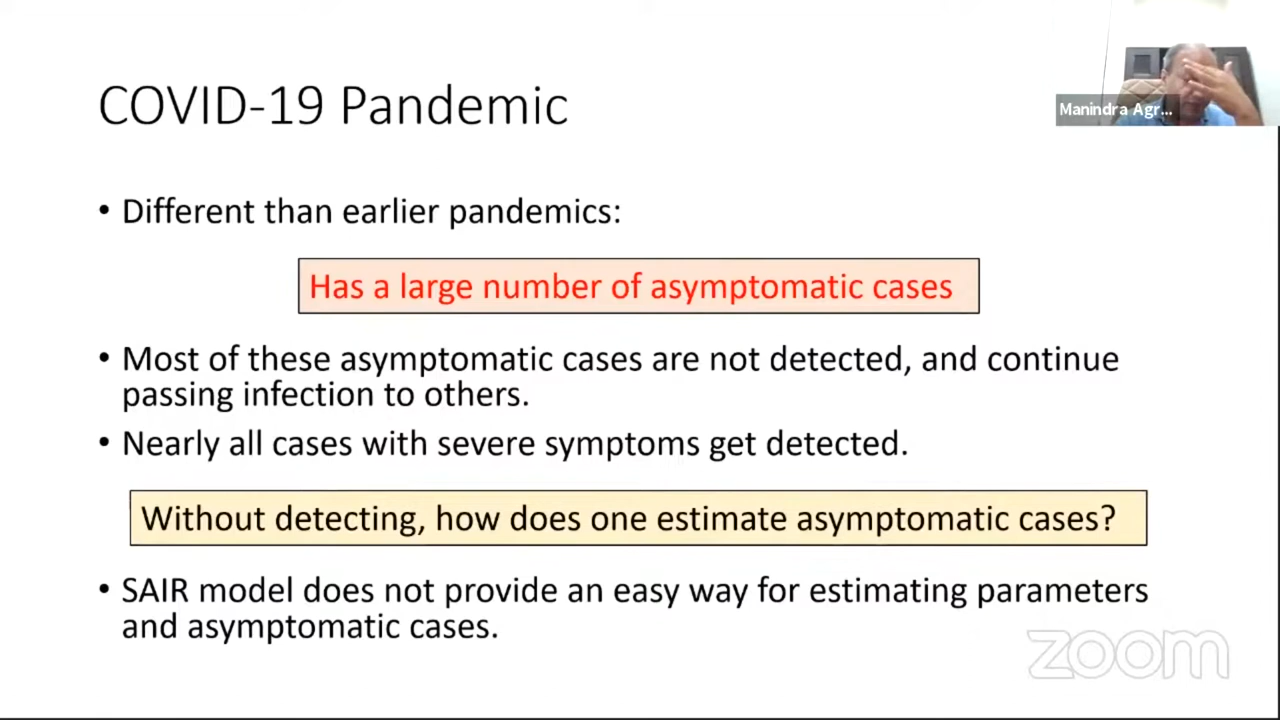 COVID-19 Pandemic
Manindra Agr...
• Different than earlier pandemics:
Has a large number of asymptomatic cases
• Most of these asymptomatic cases are not detected, and continue
passing infection to others.
• Nearly all cases with severe symptoms get detected.
Without detecting, how does one estimate asymptomatic cases?
• SAIR model does not provide an easy way for estimating parameters
and asymptomatic cases.
zoom